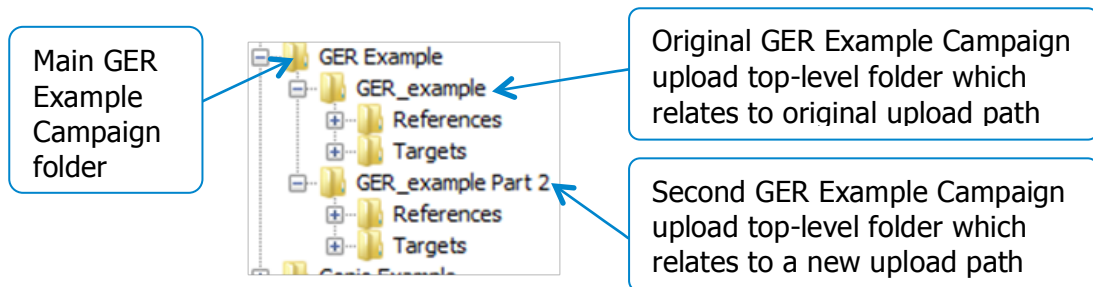 Main GER
Example
Campaign
folder
GER Example
GER_example
References
Targets
GER_example Part 2
References
Targets
Genie Example
Original GER Example Campaign
upload top-level folder which
relates to original upload path
Second GER Example Campaign
upload top-level folder which
relates to a new upload path